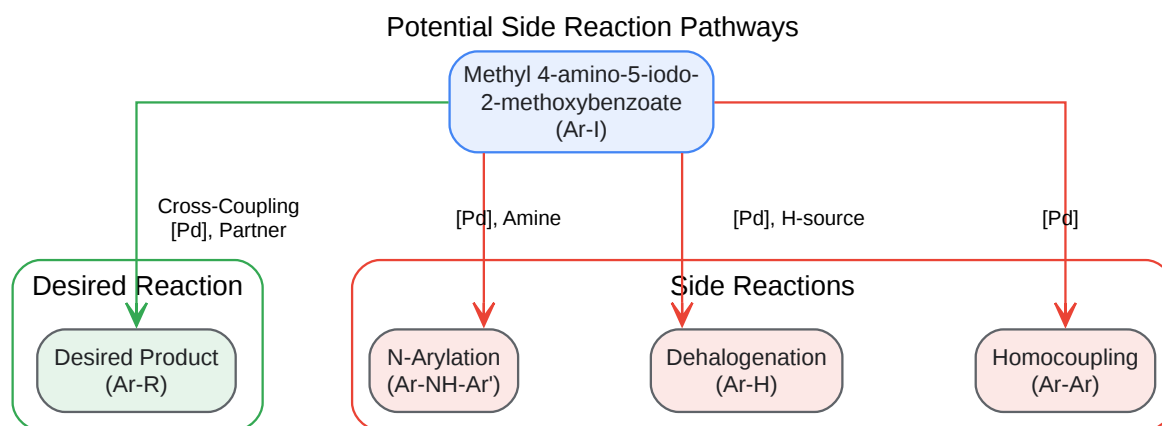 Potential Side Reaction Pathways
Methyl 4-amino-5-iodo-
2-methoxybenzoate
(Ar-I)
Cross-Coupling
[Pd], Partner
[Pd], Amine
[Pd], H-source
[Pd]
Desired Reaction
Side Reactions
Desired Product
(Ar-R)
N-Arylation
(Ar-NH-Ar')
Dehalogenation
(Ar-H)
Homocoupling
(Ar-Ar)